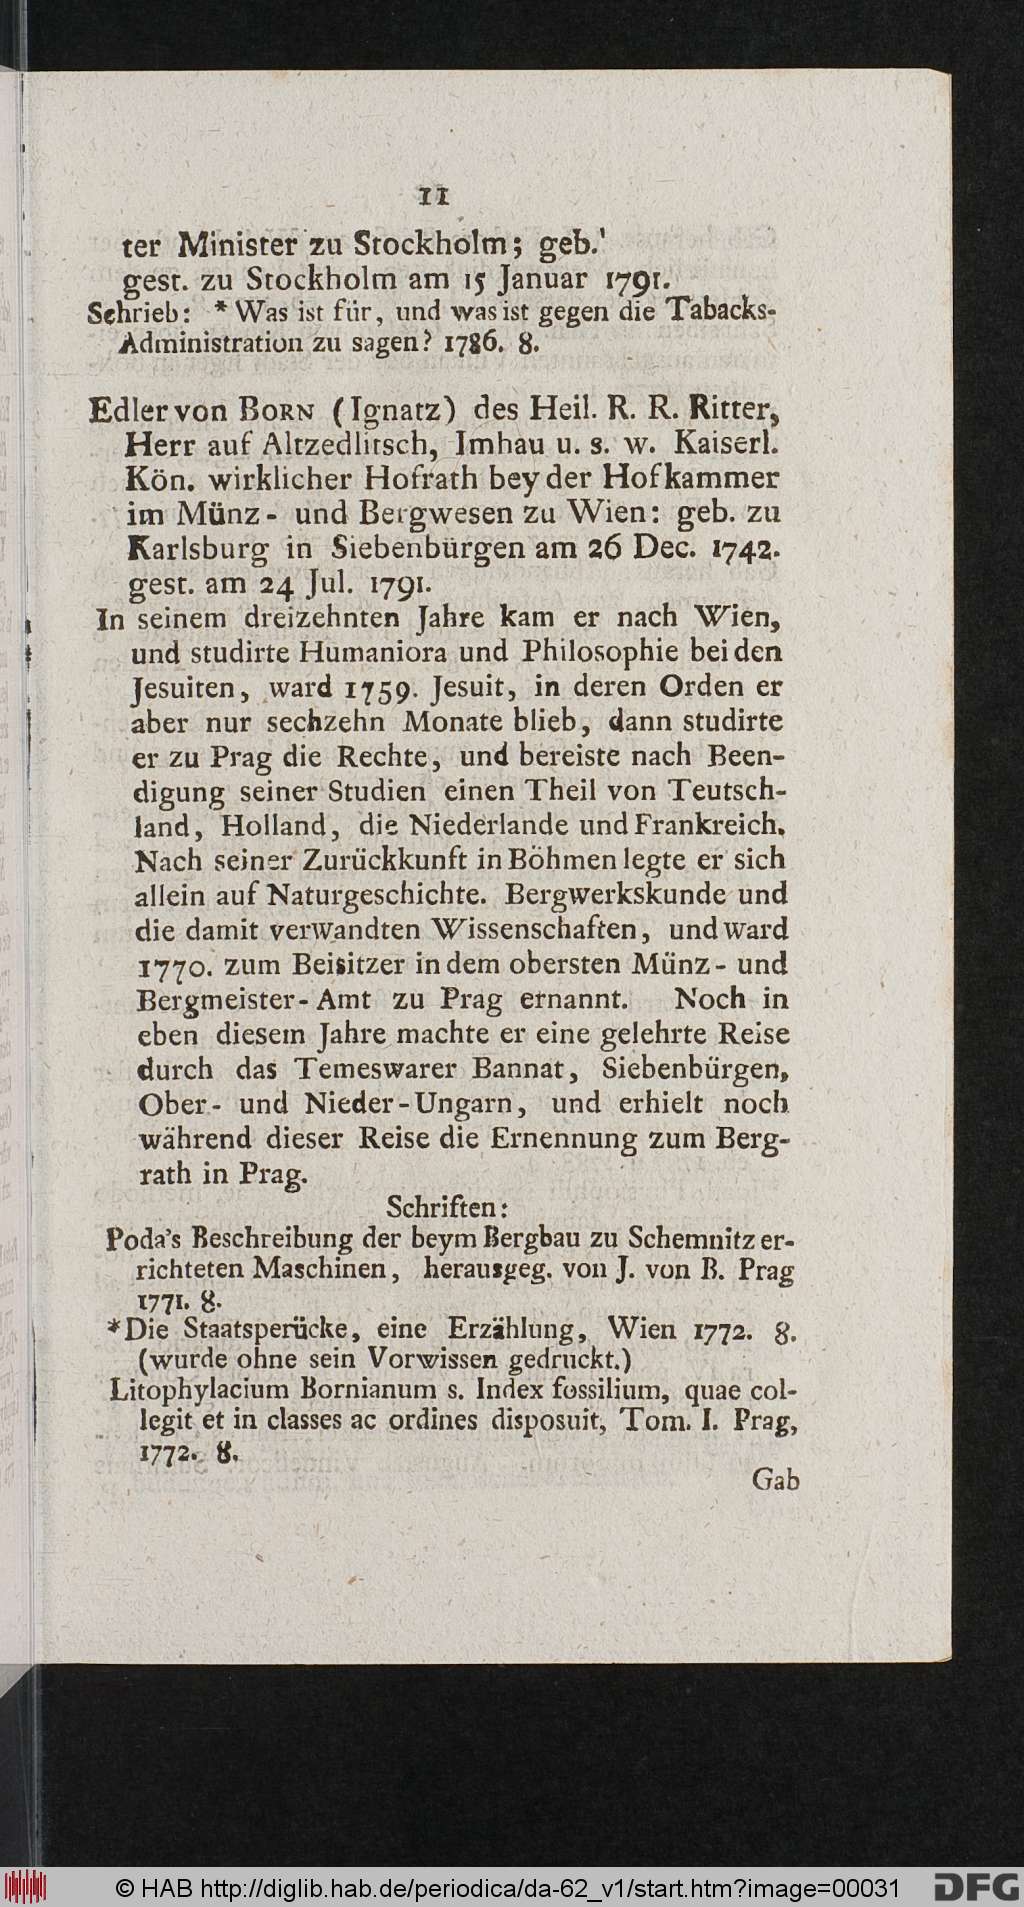 11
ter Minister zu Stockholm; geb.
gest. zu Stockholm am 15 Januar 1791.
Schrieb: * Was ist für, und was ist gegen die Tabacks-
Administration zu sagen? 1786. 8.
Edler von BORN (Ignatz) des Heil. R. R. Ritter,
Herr auf Altzedlitsch, Imhau u. s. w. Kaiserl.
Kön. wirklicher Hofrath bey der Hofkammer
im Münz- und Bergwesen zu Wien: geb. zu
Karlsburg in Siebenbürgen am 26 Dec. 1742.
gest. am 24 Jul. 1791.
In seinem dreizehnten Jahre kam er nach Wien,
und studirte Humaniora und Philosophie bei den
Jesuiten, ward 1759. Jesuit, in deren Orden er
aber nur sechzehn Monate blieb, dann studirte
er zu Prag die Rechte, und bereiste nach Been-
digung seiner Studien einen Theil von Teutsch-
land, Holland, die Niederlande und Frankreich.
Nach seiner Zurückkunft in Böhmen legte er sich
allein auf Naturgeschichte. Bergwerkskunde und
die damit verwandten Wissenschaften, und ward
1770. zum Beisitzer in dem obersten Münz- und
Bergmeister-Amt zu Prag ernannt. Noch in
eben diesem Jahre machte er eine gelehrte Reise
durch das Temeswarer Bannat, Siebenbürgen,
Ober- und Nieder-Ungarn, und erhielt noch
während dieser Reise die Ernennung zum Berg-
rath in Prag.
Schriften:
Poda's Beschreibung der beym Bergbau zu Schemnitz er-
richteten Maschinen, herausgeg. von J. von B. Prag
1771. 8.
*Die Staatsperücke, eine Erzählung, Wien 1772. 8.
(wurde ohne sein Vorwissen gedruckt.)
Litophylacium Bornianum s. Index fossilium, quae col-
legit et in classes ac ordines disposuit, Tom. I. Prag,
1772. 8.
Gab
© HAB http://diglib.hab.de/periodica/da-62_v1/start.htm?image=00031
DFG